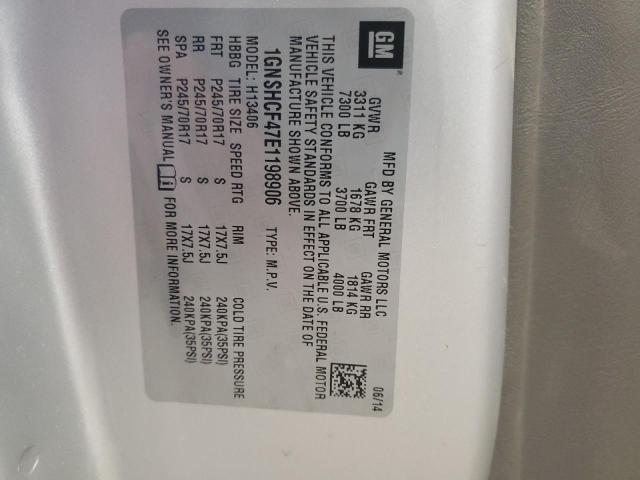 GM
MFD BY GENERAL MOTORS LLC 06/14
GVWR GAWR FRT GAWR RR
3311 KG 1678 KG 1814 KG
7300 LB 3700 LB 4000 LB
THIS VEHICLE CONFORMS TO ALL APPLICABLE U.S. FEDERAL MOTOR
VEHICLE SAFETY STANDARDS IN EFFECT ON THE DATE OF
MANUFACTURE SHOWN ABOVE.
1GNSHCF47E1198906 TYPE: M.P.V.
MODEL: H13406
HBBG TIRE SIZE SPEED RTG RIM COLD TIRE PRESSURE
FRT P245/70R17 S 17X7.5J 240KPA(35PSI)
RR P245/70R17 S 17X7.5J 240KPA(35PSI)
SPA P245/70R17 S 17X7.5J 240KPA(35PSI)
SEE OWNER'S MANUAL FOR MORE INFORMATION.